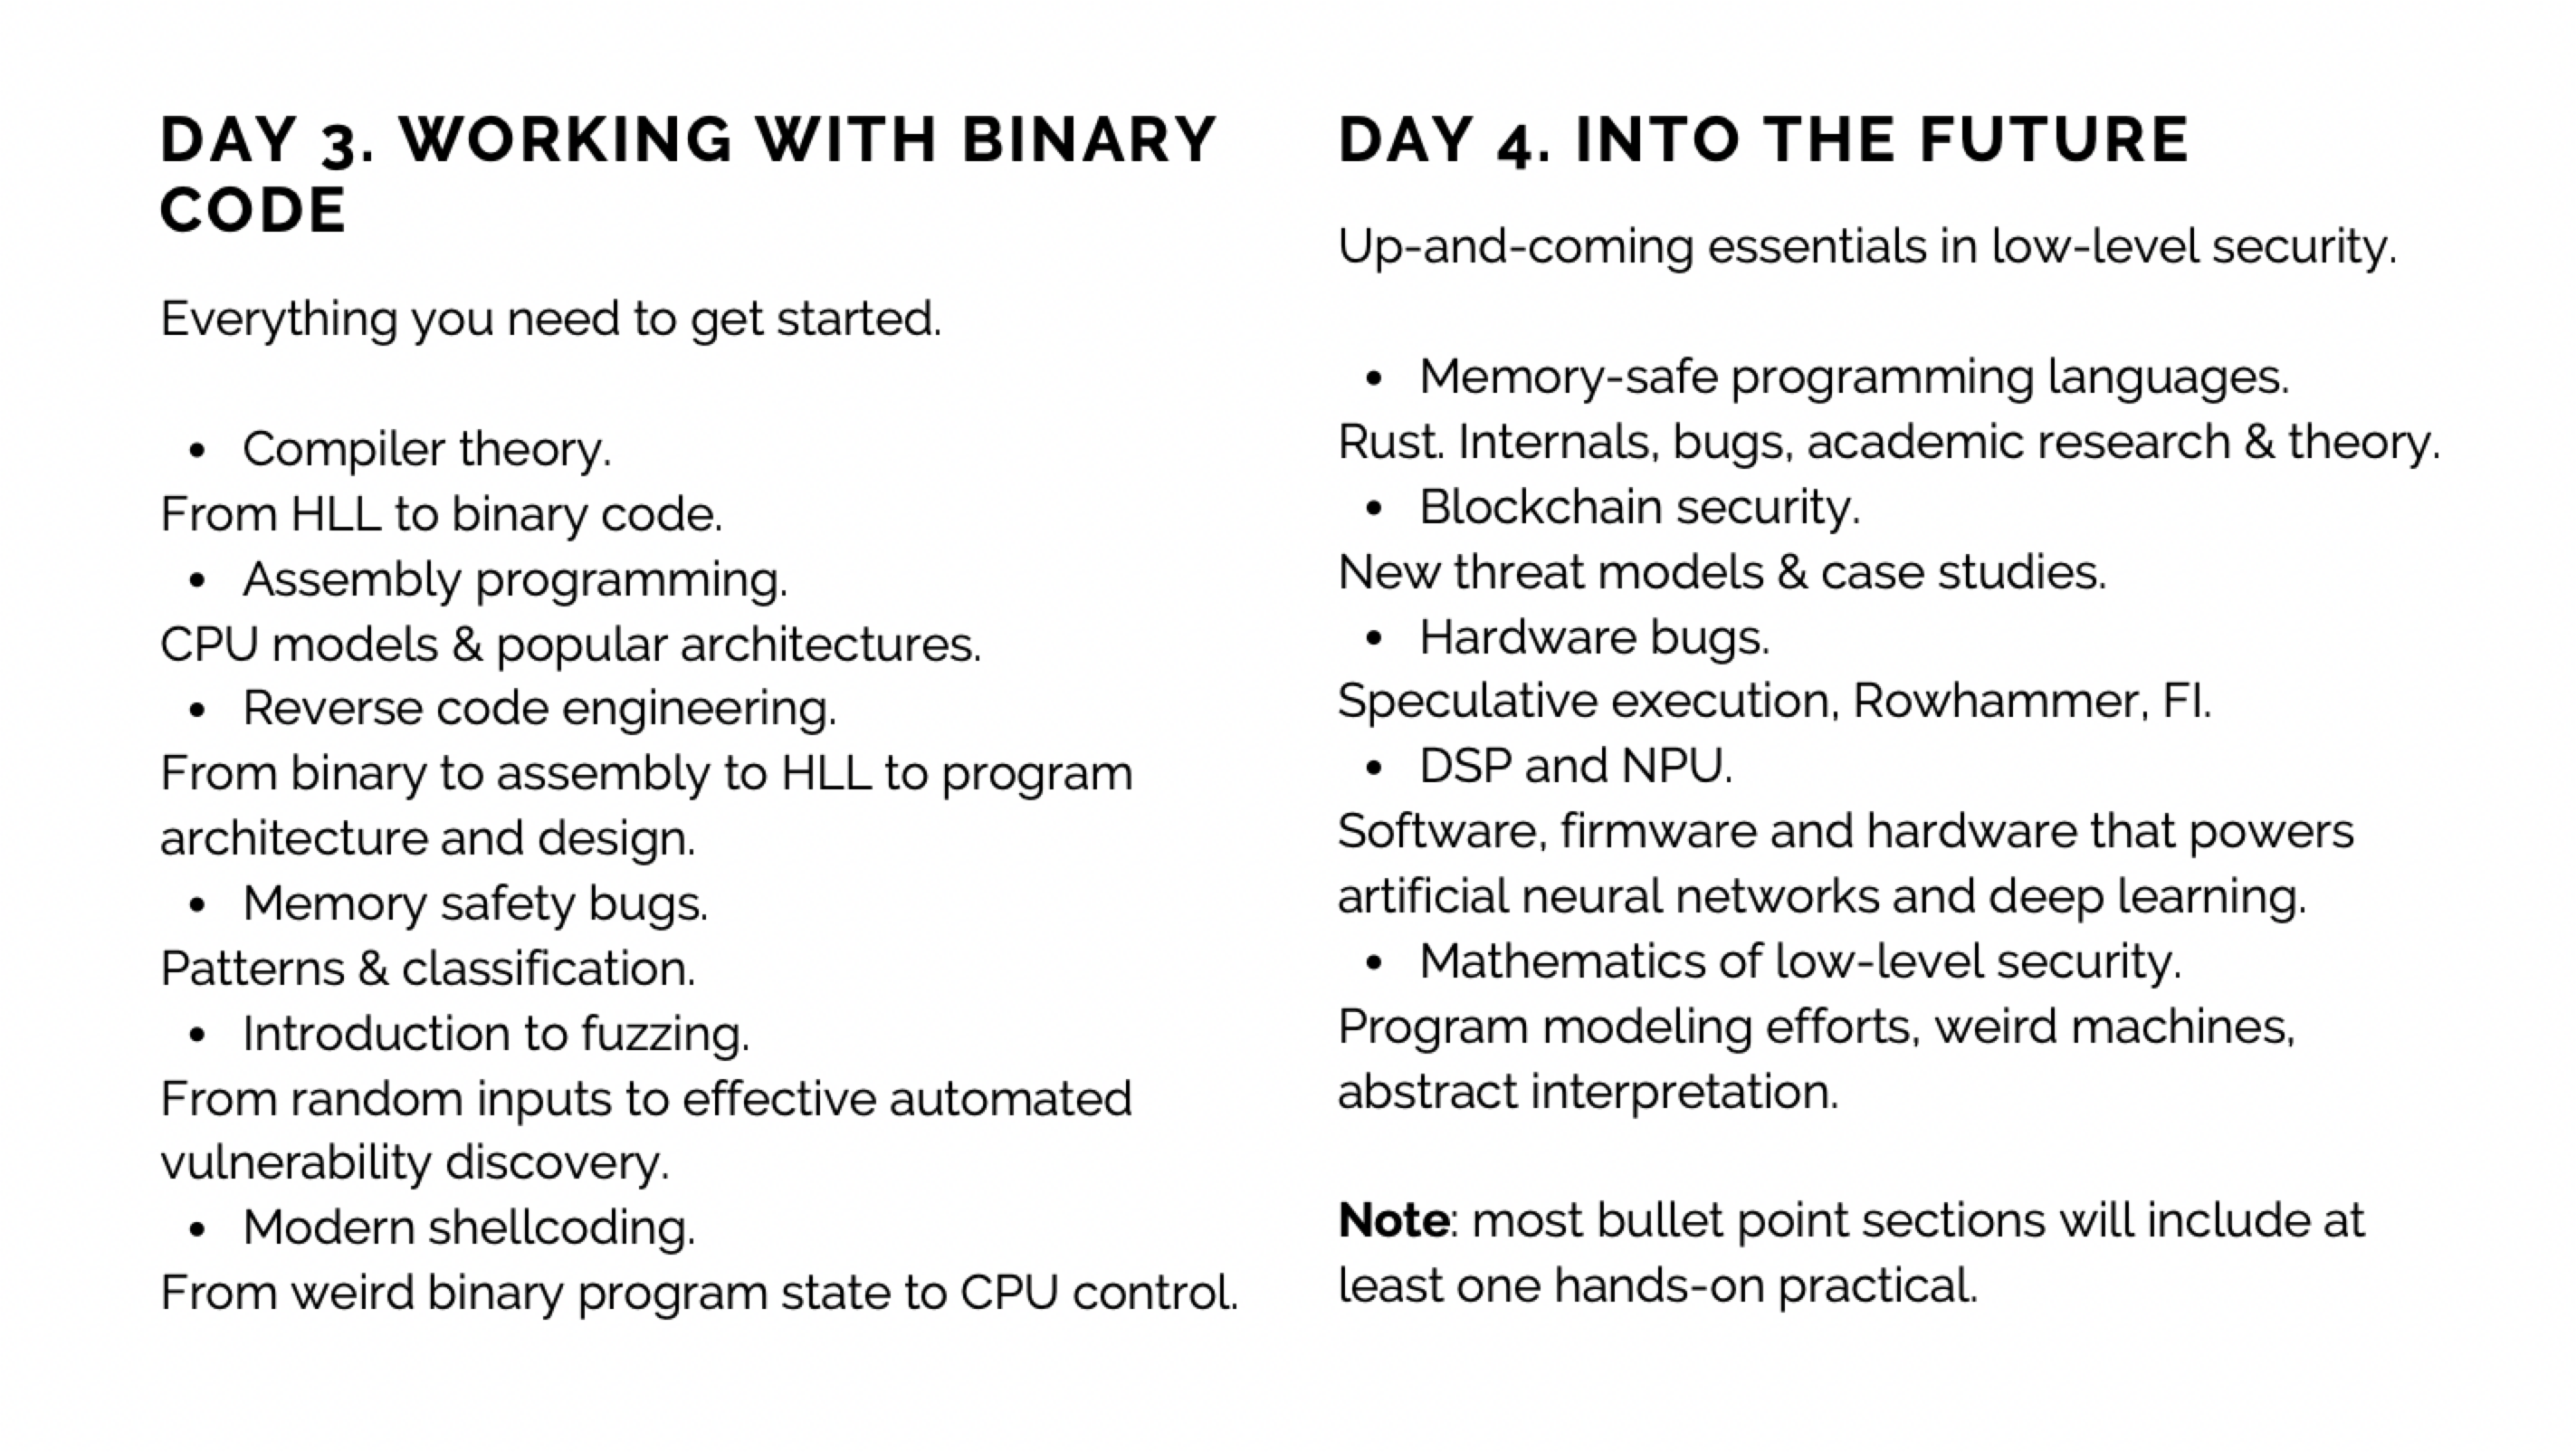 DAY 3. WORKING WITH BINARY
CODE
Everything you need to get started.
• Compiler theory.
From HLL to binary code.
• Assembly programming.
CPU models & popular architectures.
• Reverse code engineering.
From binary to assembly to HLL to program
architecture and design.
• Memory safety bugs.
Patterns & classification.
• Introduction to fuzzing.
From random inputs to effective automated
vulnerability discovery.
• Modern shellcoding.
From weird binary program state to CPU control.
DAY 4. INTO THE FUTURE
Up-and-coming essentials in low-level security.
• Memory-safe programming languages.
Rust. Internals, bugs, academic research & theory.
• Blockchain security.
New threat models & case studies.
• Hardware bugs.
Speculative execution, Rowhammer, FI.
• DSP and NPU.
Software, firmware and hardware that powers
artificial neural networks and deep learning.
• Mathematics of low-level security.
Program modeling efforts, weird machines,
abstract interpretation.
Note: most bullet point sections will include at
least one hands-on practical.